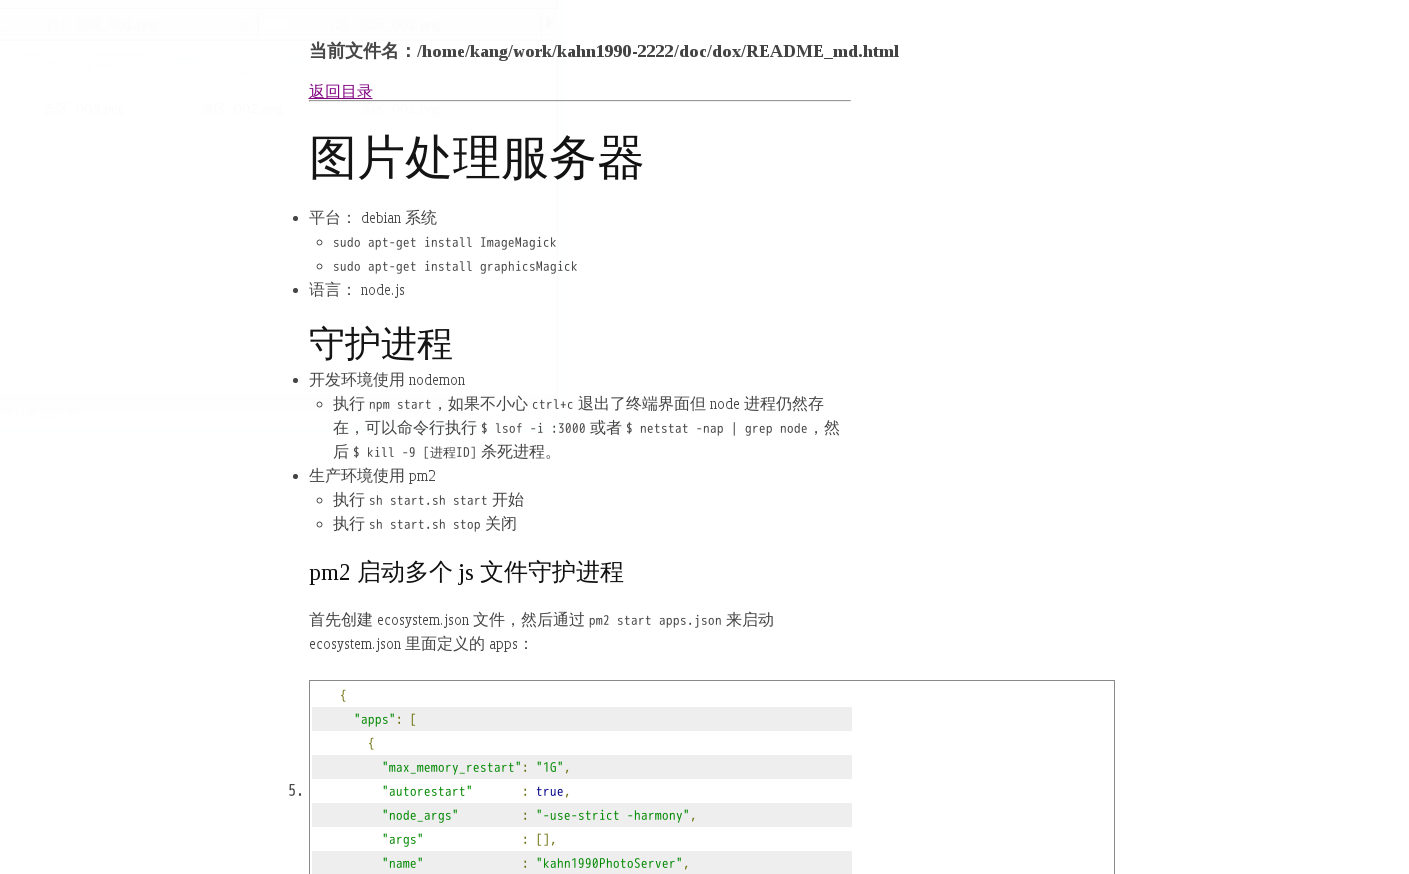 当前文件名：/home/kang/work/kahn1990-2222/doc/dox/README_md.html
返回目录
图片处理服务器
平台： debian 系统
sudo apt-get install ImageMagick
sudo apt-get install graphicsMagick
语言： node.js
守护进程
开发环境使用 nodemon
执行 npm start，如果不小心 ctrl+c 退出了终端界面但 node 进程仍然存
在，可以命令行执行 $ lsof -i :3000 或者 $ netstat -nap | grep node，然
后 $ kill -9 [进程ID] 杀死进程。
生产环境使用 pm2
执行 sh start.sh start 开始
执行 sh start.sh stop 关闭
pm2 启动多个 js 文件守护进程
首先创建 ecosystem.json 文件，然后通过 pm2 start apps.json 来启动
ecosystem.json 里面定义的 apps：
{
"apps": [
{
"max_memory_restart": "1G",
5. "autorestart" : true,
"node_args" : "-use-strict -harmony",
"args" : [],
"name" : "kahn1990PhotoServer",